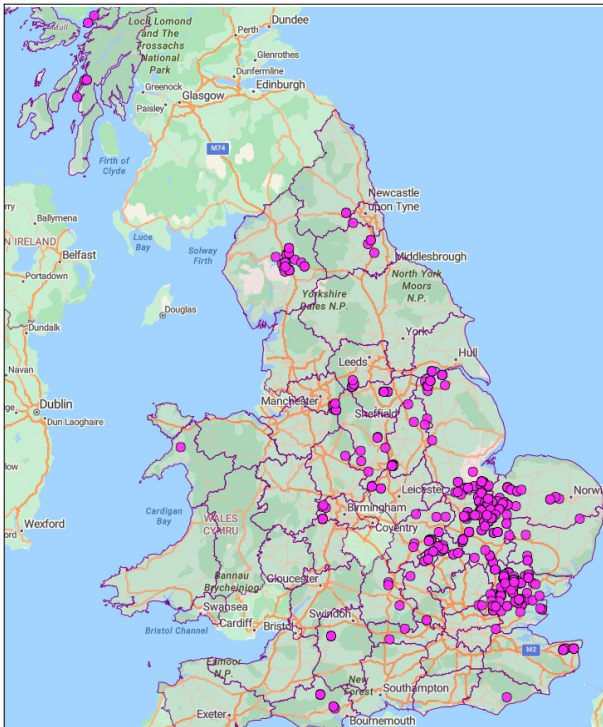 Mull
Loch Lomond
and The
Trossachs
National
Park
Dundee
Perth
Glenrothes
Dunfermline
Greenock
Edinburgh
Glasgow
Paisley
M74
Firth of
Clyde
Newcastle
upon Tyne
Ballymena
N IRELAND
Luce
Bay
Solway
Firth
Belfast
Middlesbrough
Portadown
North York
Moors
N.P.
Yorkshire
Dales N.P.
Douglas
Dundalk
York
Leeds
Hull
Navan
Manchester
Dublin
Sheffield
Dun Laoghaire
Leicester
Norw
Cardigan
Bay
Birmingham
WALES
CYMRU
Coventry
Wexford
Bannau
Brycheiniog
Gloucester
Swansea
Swindon
Cardiff
Bristol
Bristol Channel
M2
Exmoor
N.P.
New
Forest
Southampton
Exeter
Bournemouth